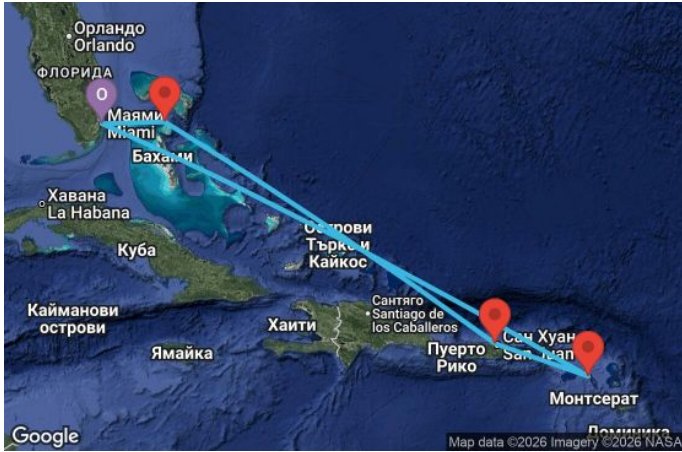 Орландо
Orlando
ФЛОРИДА
O
Маями
Miami
Бахами
Хавана
La Habana
Куба
Острови
Търкс и
Кайкос
Кайманови
острови
Ямайка
Хаити
Сантяго
Santiago de
los Caballeros
Пуерто
Рико
Сан Хуан
San Juan
Монтсерат
Доминика
Google
Map data ©2026 Imagery ©2026 NASA